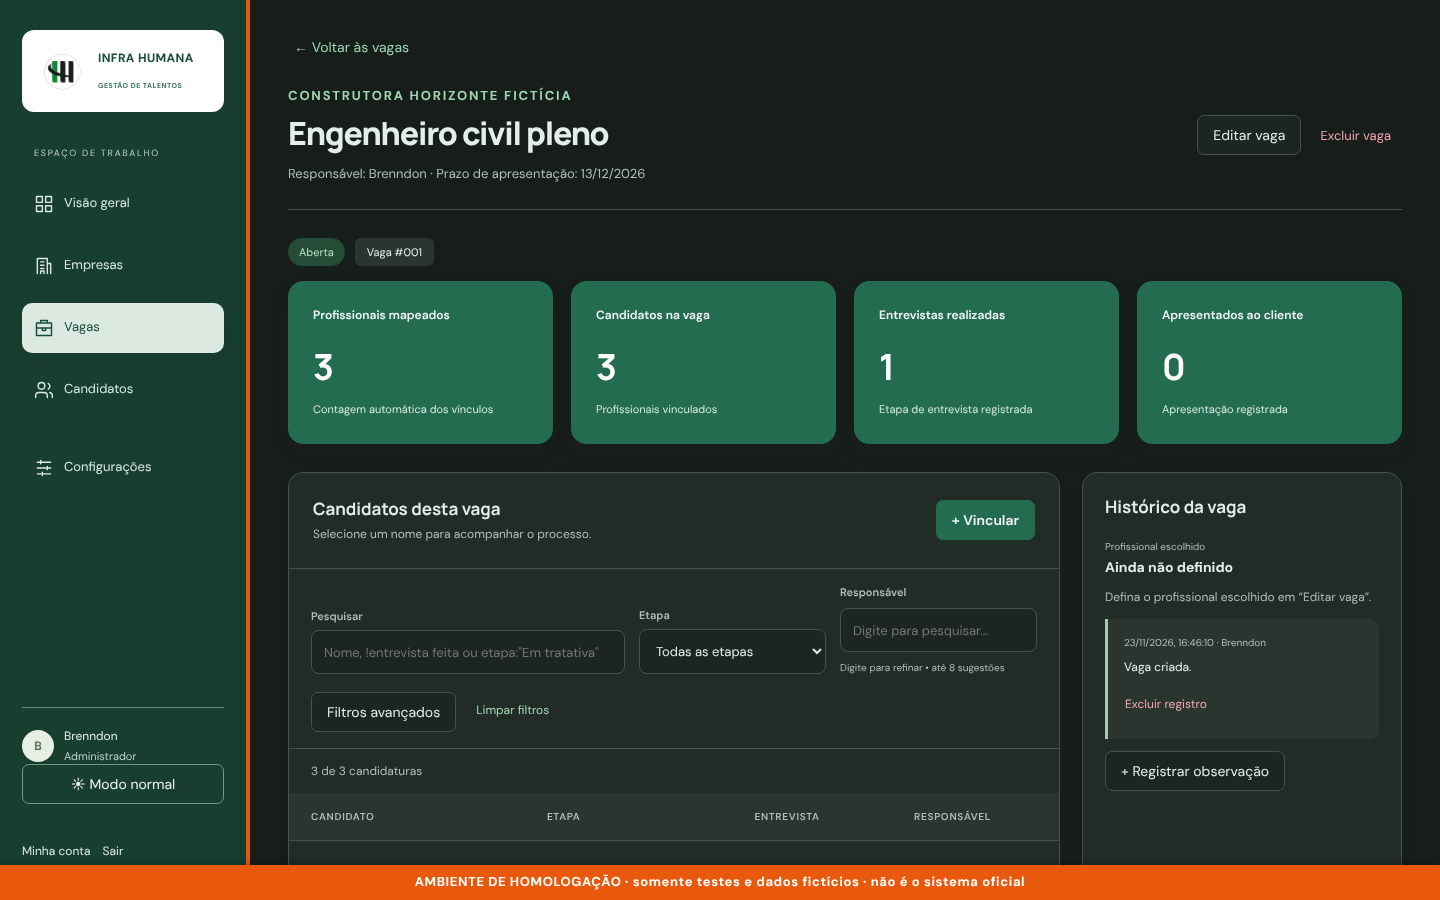 INFRA HUMANA
GESTÃO DE TALENTOS
ESPAÇO DE TRABALHO
Visão geral
Empresas
Vagas
Candidatos
Configurações
B
Brenndon
Administrador
☀ Modo normal
Minha conta Sair
← Voltar às vagas
CONSTRUTORA HORIZONTE FICTÍCIA
Engenheiro civil pleno
Responsável: Brenndon · Prazo de apresentação: 13/12/2026
Editar vaga
Excluir vaga
Aberta
Vaga #001
Profissionais mapeados
3
Contagem automática dos vínculos
Candidatos na vaga
3
Profissionais vinculados
Entrevistas realizadas
1
Etapa de entrevista registrada
Apresentados ao cliente
0
Apresentação registrada
Candidatos desta vaga
Selecione um nome para acompanhar o processo.
+ Vincular
Pesquisar
Nome, !entrevista feita ou etapa:"Em tratativa"
Etapa
Todas as etapas
Responsável
Digite para pesquisar...
Digite para refinar • até 8 sugestões
Filtros avançados
Limpar filtros
3 de 3 candidaturas
CANDIDATO ETAPA ENTREVISTA RESPONSÁVEL
Histórico da vaga
Profissional escolhido
Ainda não definido
Defina o profissional escolhido em “Editar vaga”.
23/11/2026, 16:46:10 · Brenndon
Vaga criada.
Excluir registro
+ Registrar observação
AMBIENTE DE HOMOLOGAÇÃO · somente testes e dados fictícios · não é o sistema oficial